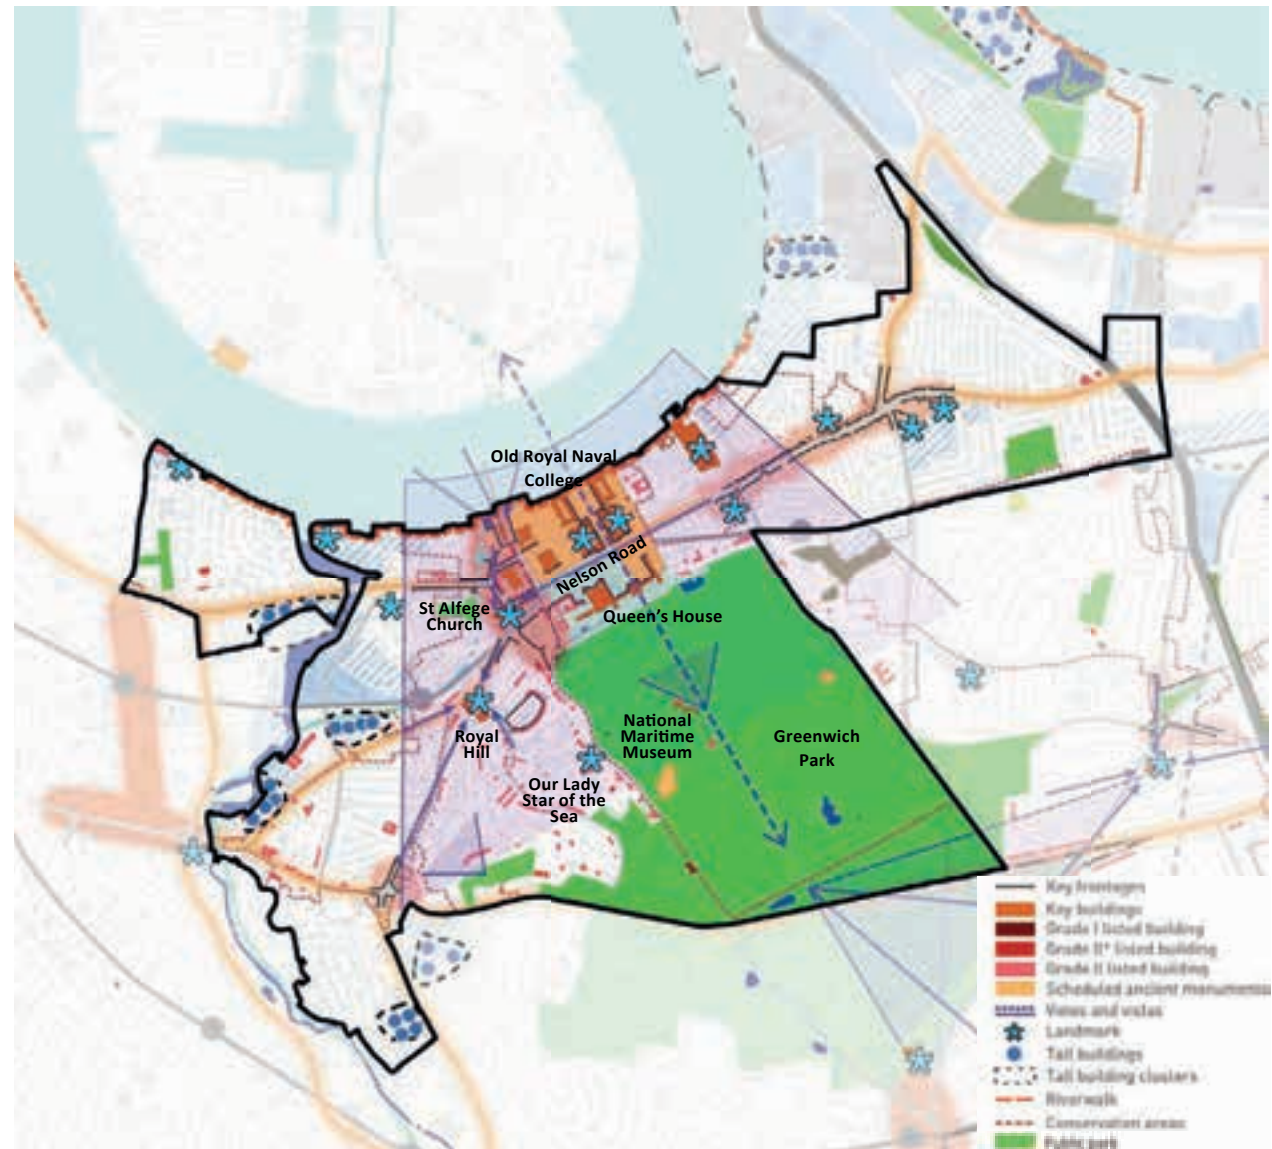 Old Royal Naval
College
Nelson Road
St Alfege
Church
Queen's House
National
Maritime
Museum
Greenwich
Park
Royal
Hill
Our Lady
Star of the
Sea
Key frontages
Key buildings
Grade I listed building
Grade II* listed building
Grade II listed building
Scheduled ancient monuments
Views and vistas
Landmark
Tall buildings
Tall building clusters
Riverwalk
Conservation areas
Public park